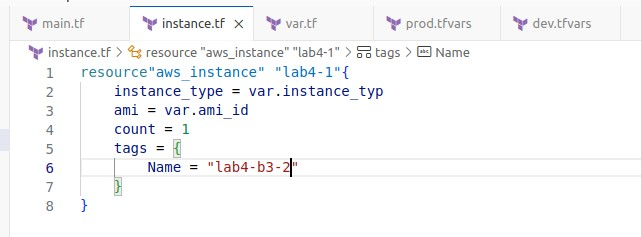 main.tf instance.tf × var.tf prod.tfvars dev.tfvars
instance.tf > resource "aws_instance" "lab4-1" > tags > abc Name
1 resource"aws_instance" "lab4-1"{
2 instance_type = var.instance_typ
3 ami = var.ami_id
4 count = 1
5 tags = {
6 Name = "lab4-b3-2"
7 }
8 }